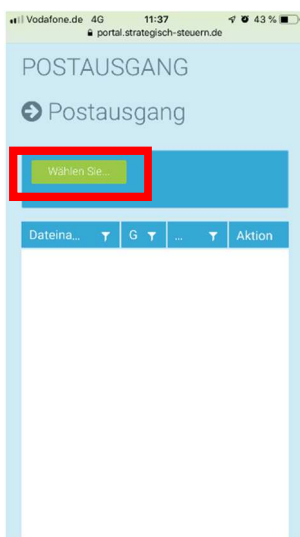 Vodafone.de 4G 11:37 43 %
portal.strategisch-steuern.de
POSTAUSGANG
Postausgang
Wählen Sie...
Dateina... G ... Aktion